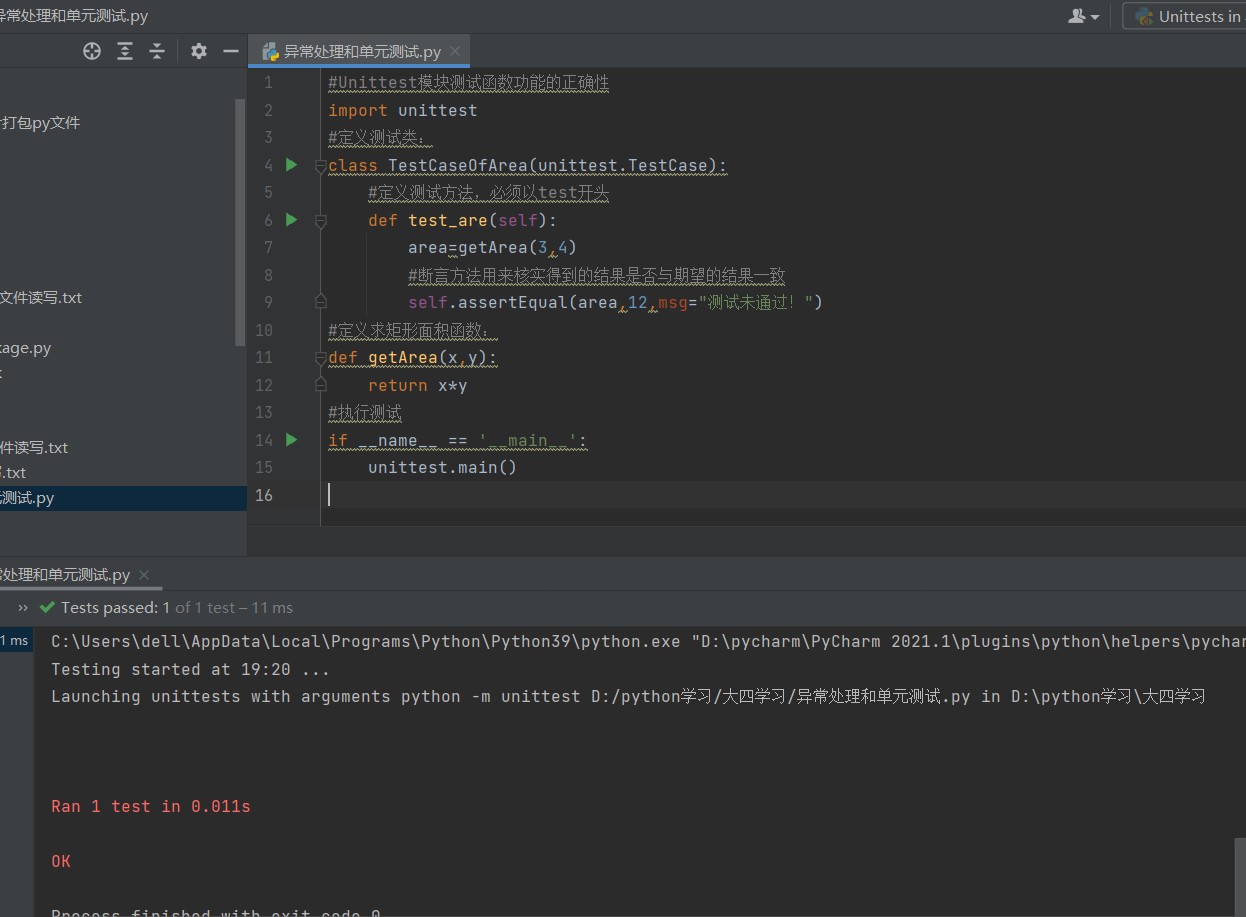 异常处理和单元测试.py
Unittests in
异常处理和单元测试.py
打包py文件
文件读写.txt
kage.py
件读写.txt
.txt
测试.py
1 #Unittest模块测试函数功能的正确性
2 import unittest
3 #定义测试类：
4 class TestCaseOfArea(unittest.TestCase):
5 #定义测试方法，必须以test开头
6 def test_are(self):
7 area=getArea(3,4)
8 #断言方法用来核实得到的结果是否与期望的结果一致
9 self.assertEqual(area,12,msg="测试未通过！")
10 #定义求矩形面积函数：
11 def getArea(x,y):
12 return x*y
13 #执行测试
14 if __name__ == '__main__':
15 unittest.main()
16
常处理和单元测试.py
Tests passed: 1 of 1 test – 11 ms
1 ms
C:\Users\dell\AppData\Local\Programs\Python\Python39\python.exe "D:\pycharm\PyCharm 2021.1\plugins\python\helpers\pychar
Testing started at 19:20 ...
Launching unittests with arguments python -m unittest D:/python学习/大四学习/异常处理和单元测试.py in D:\python学习\大四学习
Ran 1 test in 0.011s
OK
Process finished with exit code 0